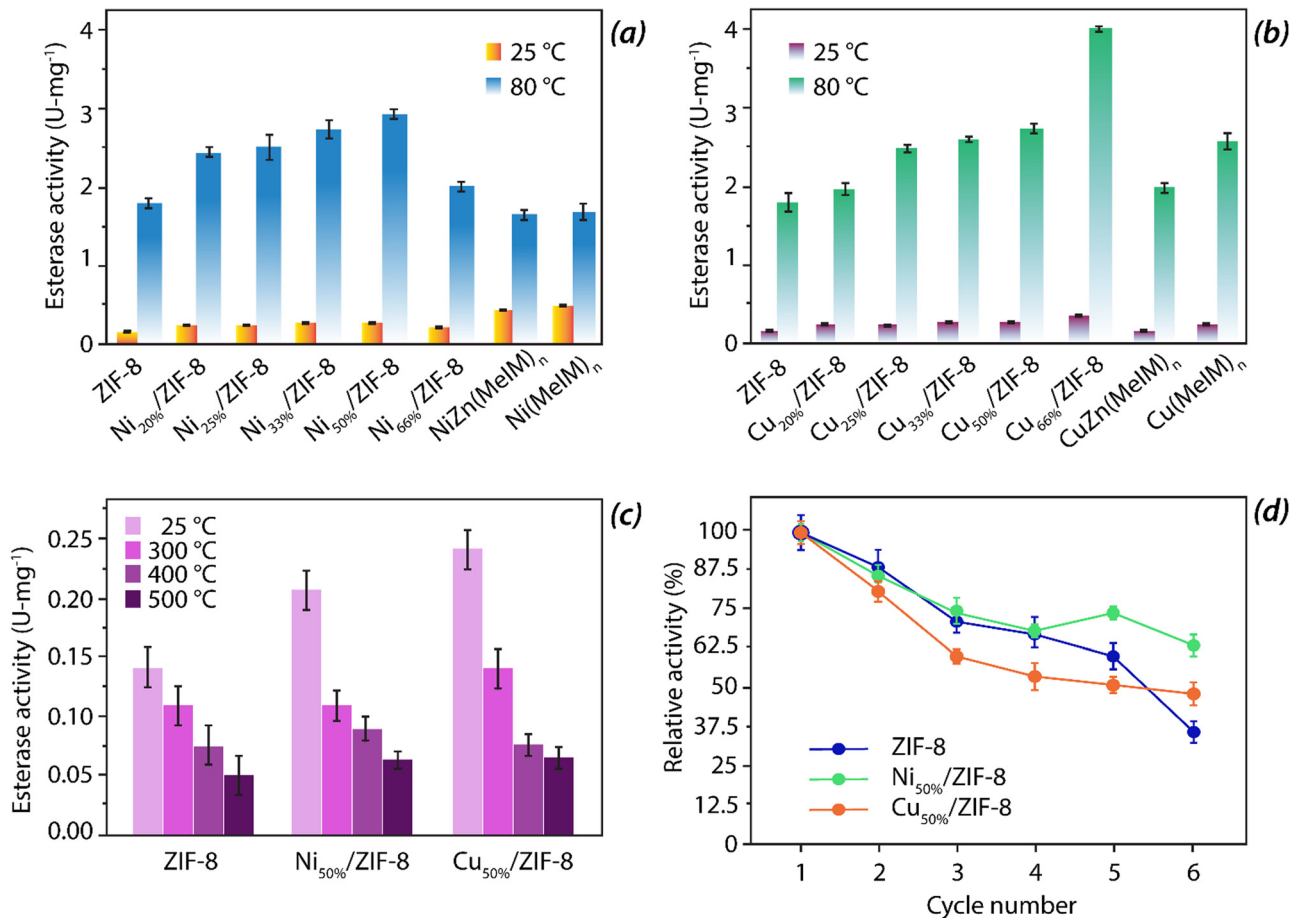 (a)
Esterase activity (U-mg⁻¹)
4
3
2
1
0
25 °C
80 °C
ZIF-8
Ni20%/ZIF-8
Ni25%/ZIF-8
Ni33%/ZIF-8
Ni50%/ZIF-8
Ni66%/ZIF-8
NiZn(MeIM)n
Ni(MeIM)n
(b)
Esterase activity (U-mg⁻¹)
4
3
2
1
0
25 °C
80 °C
ZIF-8
Cu20%/ZIF-8
Cu25%/ZIF-8
Cu33%/ZIF-8
Cu50%/ZIF-8
Cu66%/ZIF-8
CuZn(MeIM)n
Cu(MeIM)n
(c)
Esterase activity (U-mg⁻¹)
0.25
0.20
0.15
0.10
0.05
0.00
25 °C
300 °C
400 °C
500 °C
ZIF-8
Ni50%/ZIF-8
Cu50%/ZIF-8
(d)
Relative activity (%)
100
87.5
75
62.5
50
37.5
25
12.5
0
ZIF-8
Ni50%/ZIF-8
Cu50%/ZIF-8
1 2 3 4 5 6
Cycle number